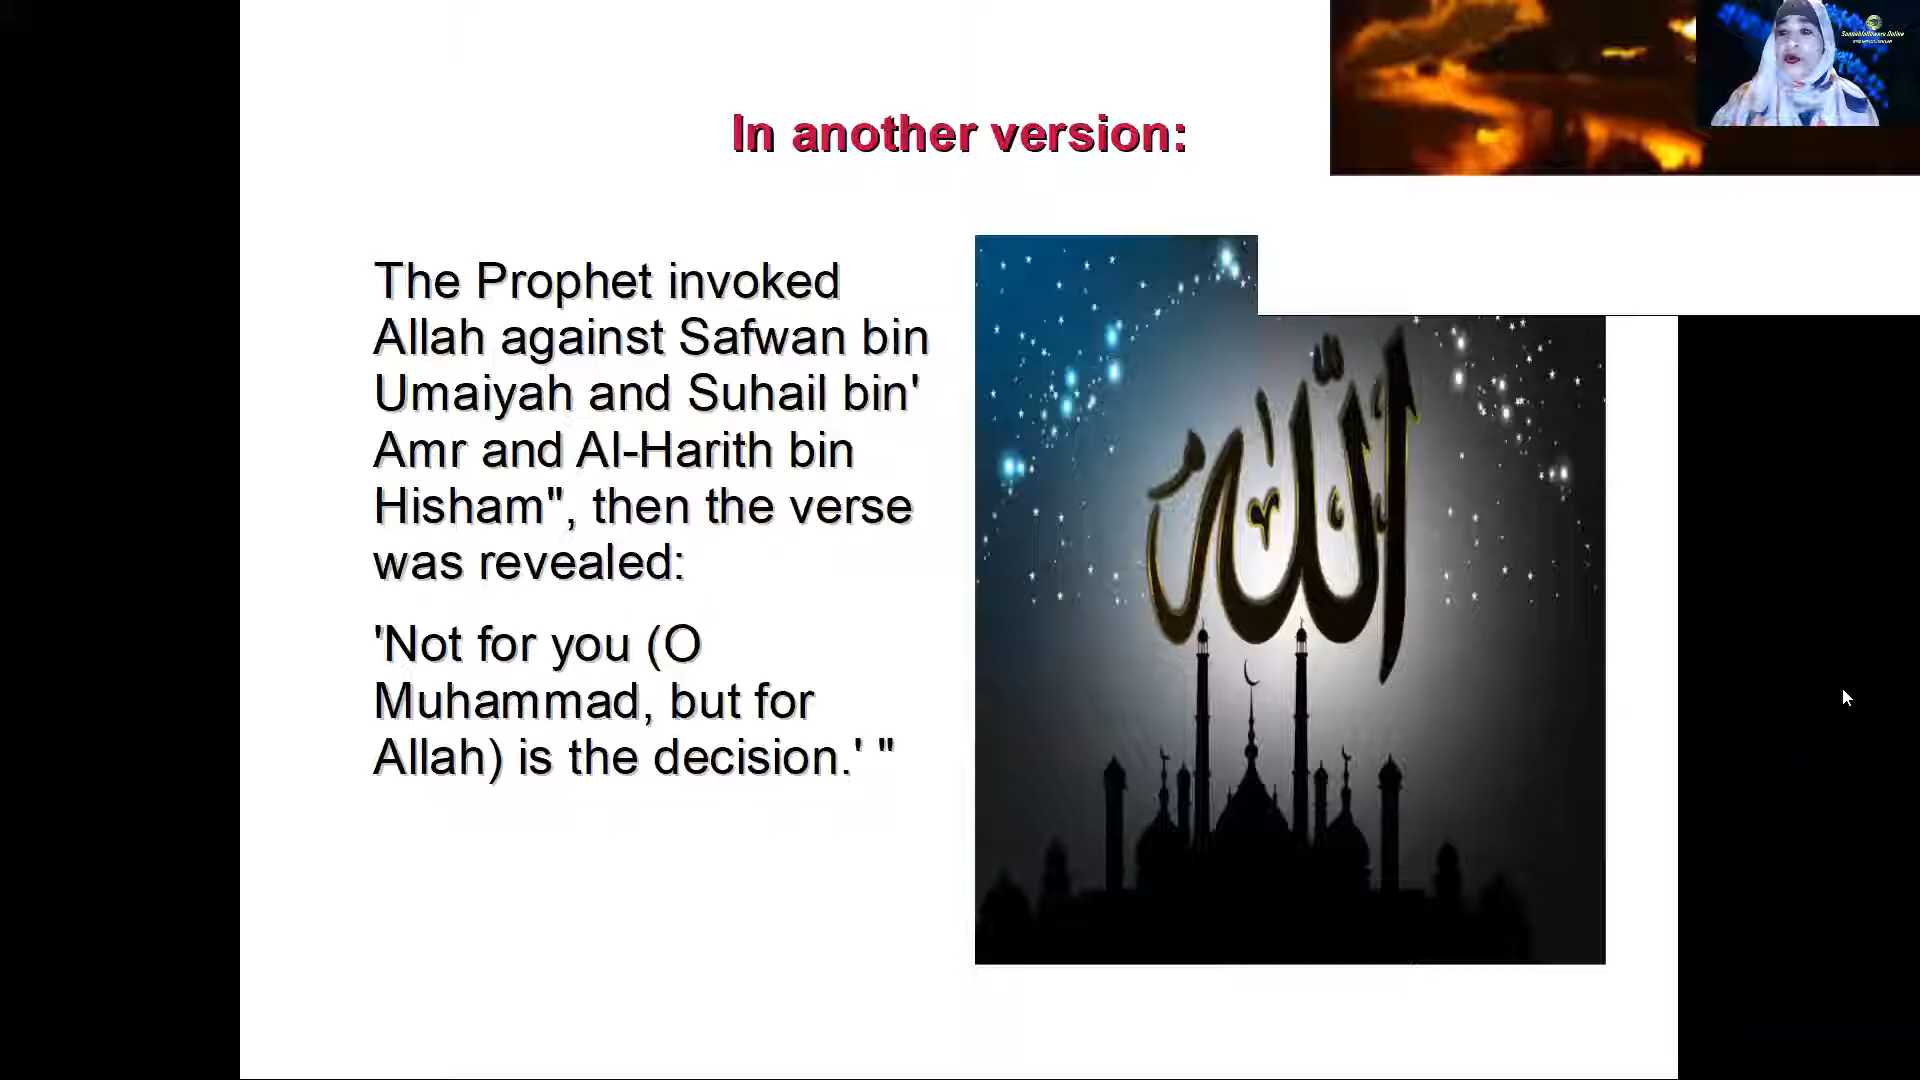 In another version:
The Prophet invoked
Allah against Safwan bin
Umaiyah and Suhail bin'
Amr and Al-Harith bin
Hisham", then the verse
was revealed:
'Not for you (O
Muhammad, but for
Allah) is the decision.' "
الله